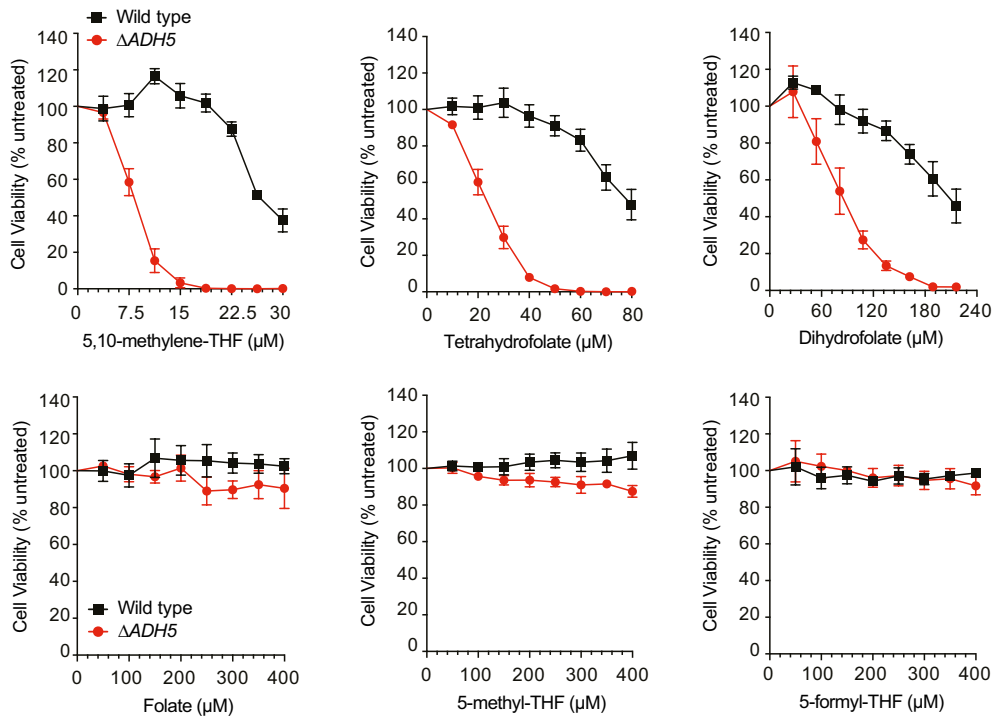 Wild type
ΔADH5
140
120
100
80
60
40
20
0
Cell Viability (% untreated)
0 7.5 15 22.5 30
5,10-methylene-THF (µM)
140
120
100
80
60
40
20
0
Cell Viability (% untreated)
0 20 40 60 80
Tetrahydrofolate (µM)
140
120
100
80
60
40
20
0
Cell Viability (% untreated)
0 60 120 180 240
Dihydrofolate (µM)
140
120
100
80
60
40
20
0
Cell Viability (% untreated)
Wild type
ΔADH5
0 100 200 300 400
Folate (µM)
140
120
100
80
60
40
20
0
Cell Viability (% untreated)
0 100 200 300 400
5-methyl-THF (µM)
140
120
100
80
60
40
20
0
Cell Viability (% untreated)
0 100 200 300 400
5-formyl-THF (µM)